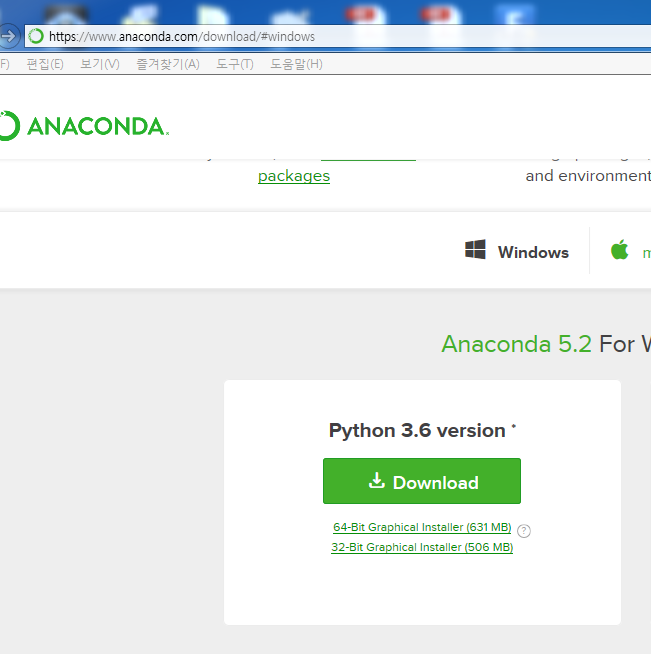 https://www.anaconda.com/download/#windows
F) 편집(E) 보기(V) 즐겨찾기(A) 도구(T) 도움말(H)
ANACONDA.
packages
and environment
Windows
Anaconda 5.2 For
Python 3.6 version *
Download
64-Bit Graphical Installer (631 MB) ?
32-Bit Graphical Installer (506 MB)